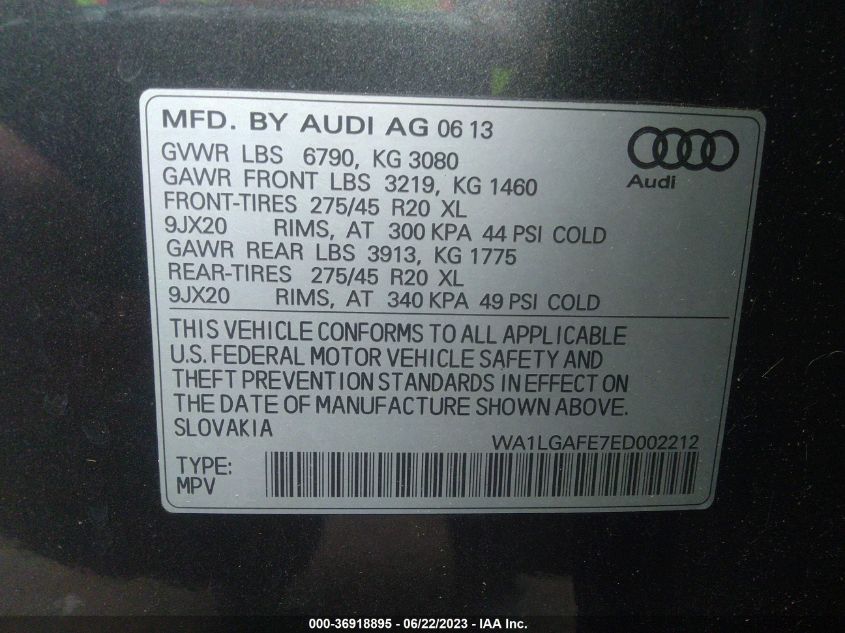 MFD. BY AUDI AG 06 13
GVWR LBS 6790, KG 3080
GAWR FRONT LBS 3219, KG 1460
FRONT-TIRES 275/45 R20 XL
9JX20 RIMS, AT 300 KPA 44 PSI COLD
GAWR REAR LBS 3913, KG 1775
REAR-TIRES 275/45 R20 XL
9JX20 RIMS, AT 340 KPA 49 PSI COLD
Audi
THIS VEHICLE CONFORMS TO ALL APPLICABLE
U.S. FEDERAL MOTOR VEHICLE SAFETY AND
THEFT PREVENTION STANDARDS IN EFFECT ON
THE DATE OF MANUFACTURE SHOWN ABOVE.
SLOVAKIA
WA1LGAFE7ED002212
TYPE:
MPV
000-36918895 - 06/22/2023 - IAA Inc.